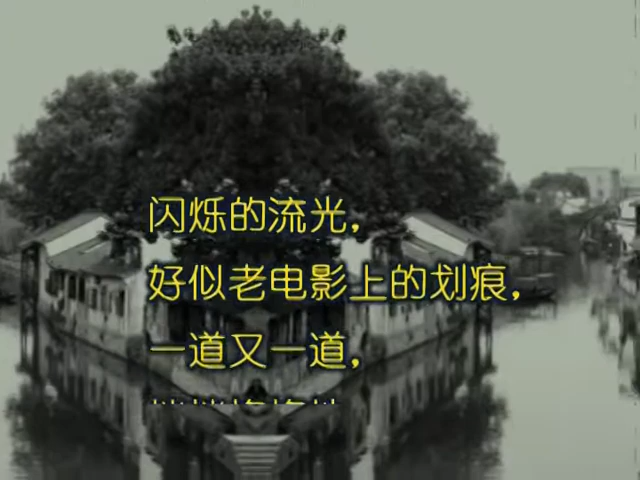 闪烁的流光，
好似老电影上的划痕，
一道又一道，